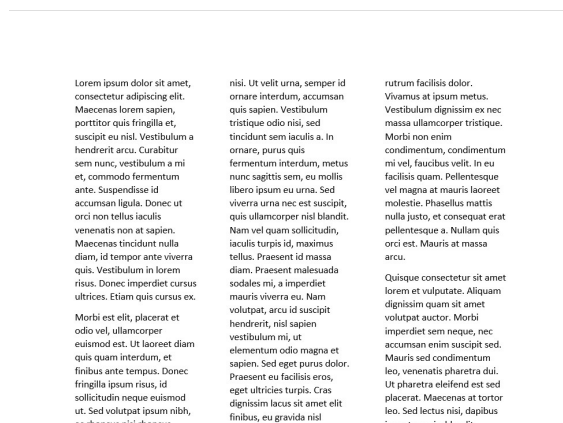 Lorem ipsum dolor sit amet,
consectetur adipiscing elit.
Maecenas lorem sapien,
porttitor quis fringilla et,
suscipit eu nisl. Vestibulum a
hendrerit arcu. Curabitur
sem nunc, vestibulum a mi
et, commodo fermentum
ante. Suspendisse id
accumsan ligula. Donec ut
orci non tellus iaculis
venenatis non at sapien.
Maecenas tincidunt nulla
diam, id tempor ante viverra
quis. Vestibulum in lorem
risus. Donec imperdiet cursus
ultrices. Etiam quis cursus ex.
Morbi est elit, placerat et
odio vel, ullamcorper
euismod est. Ut laoreet diam
quis quam interdum, et
finibus ante tempus. Donec
fringilla ipsum risus, id
sollicitudin neque euismod
ut. Sed volutpat ipsum nibh,
nisi. Ut velit urna, semper id
ornare interdum, accumsan
quis sapien. Vestibulum
tristique odio nisi, sed
tincidunt sem iaculis a. In
ornare, purus quis
fermentum interdum, metus
nunc sagittis sem, eu mollis
libero ipsum eu urna. Sed
viverra urna nec est suscipit,
quis ullamcorper nisl blandit.
Nam vel quam sollicitudin,
iaculis turpis id, maximus
tellus. Praesent id massa
diam. Praesent malesuada
sodales mi, a imperdiet
mauris viverra eu. Nam
volutpat, arcu id suscipit
hendrerit, nisl sapien
vestibulum mi, ut
elementum odio magna et
sapien. Sed eget purus dolor.
Praesent eu facilisis eros,
eget ultricies turpis. Cras
dignissim lacus sit amet elit
finibus, eu gravida nisl
rutrum facilisis dolor.
Vivamus at ipsum metus.
Vestibulum dignissim ex nec
massa ullamcorper tristique.
Morbi non enim
condimentum, condimentum
mi vel, faucibus velit. In eu
facilisis quam. Pellentesque
vel magna at mauris laoreet
molestie. Phasellus mattis
nulla justo, et consequat erat
pellentesque a. Nullam quis
orci est. Mauris at massa
arcu.
Quisque consectetur sit amet
lorem et vulputate. Aliquam
dignissim quam sit amet
volutpat auctor. Morbi
imperdiet sem neque, nec
accumsan enim suscipit sed.
Mauris sed condimentum
leo, venenatis pharetra dui.
Ut pharetra eleifend est sed
placerat. Maecenas at tortor
leo. Sed lectus nisi, dapibus